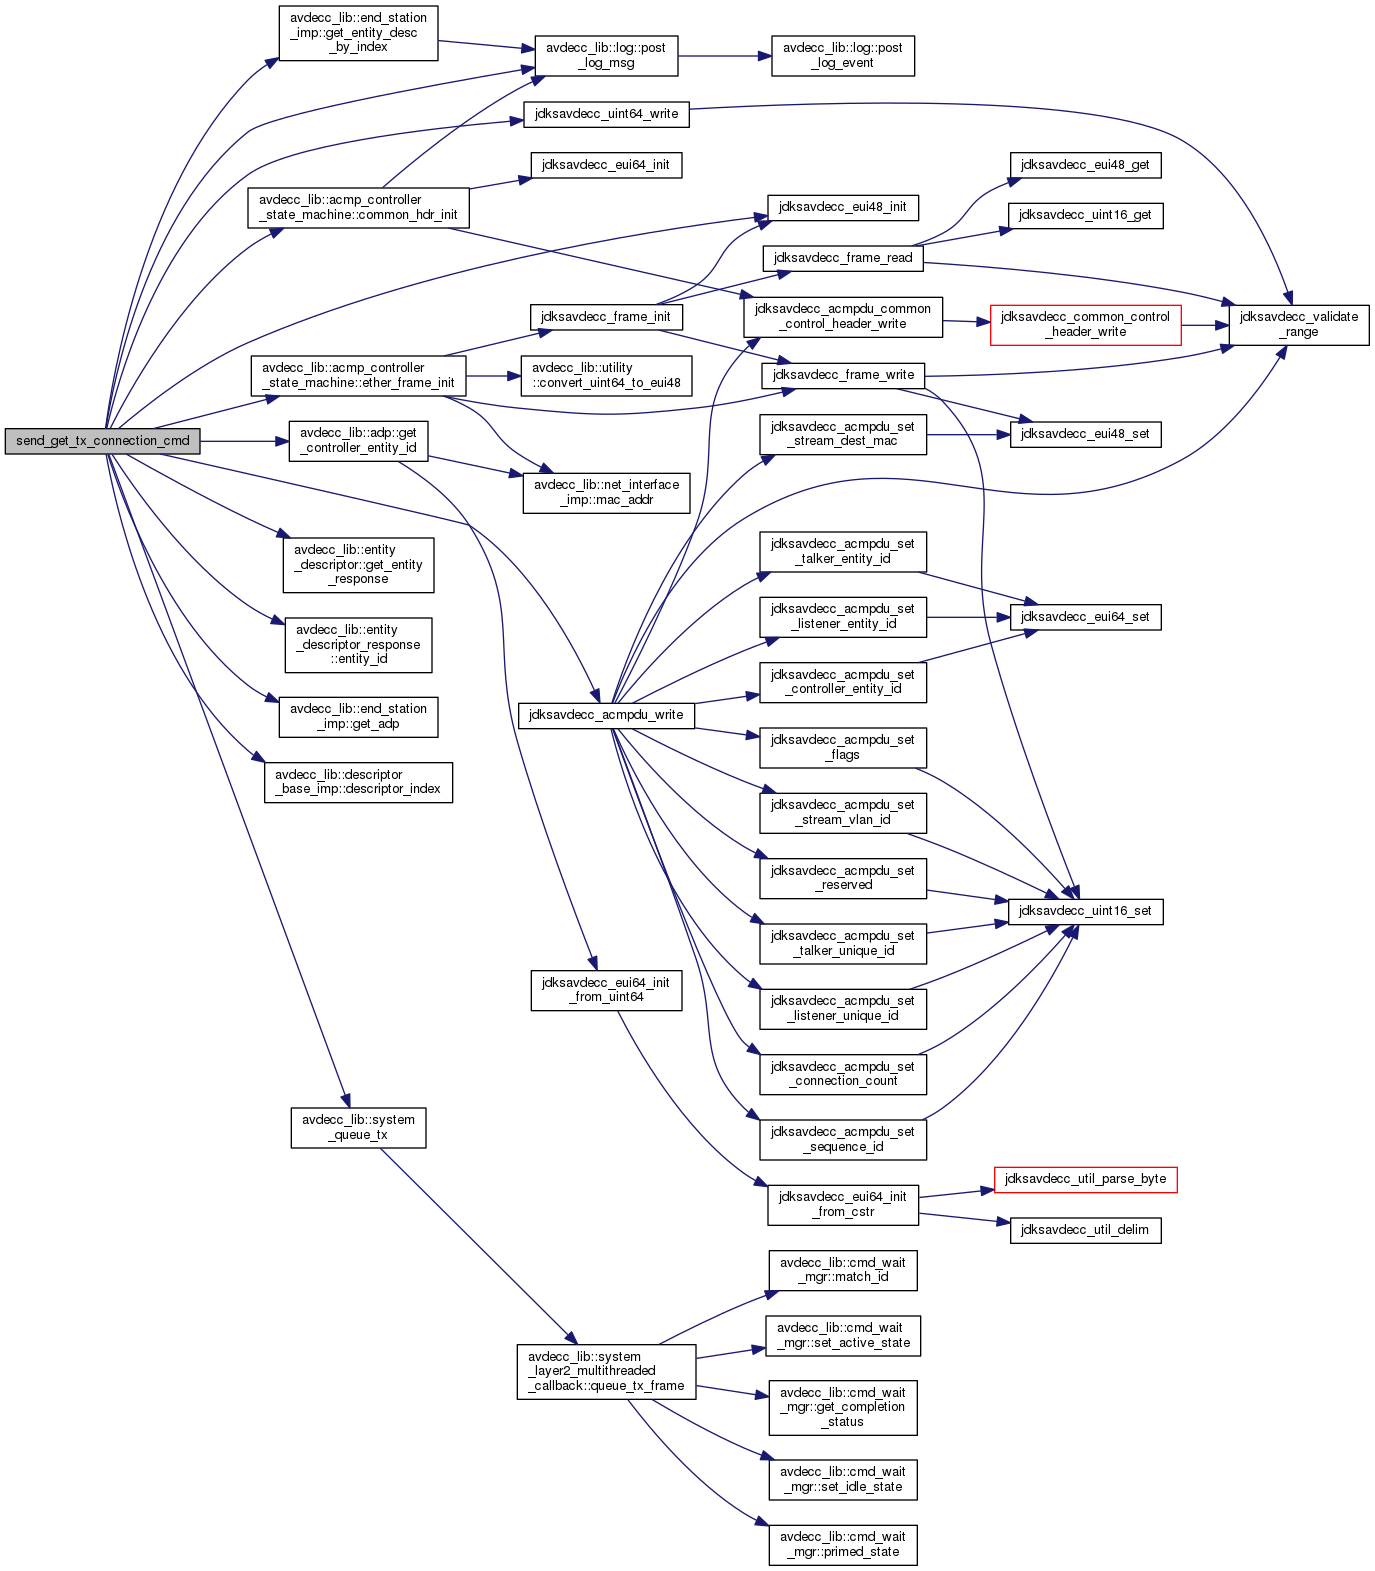 send_get_tx_connection_cmd
avdecc_lib::end_station
_imp::get_entity_desc
_by_index
avdecc_lib::log::post
_log_msg
avdecc_lib::log::post
_log_event
jdksavdecc_uint64_write
jdksavdecc_eui64_init
avdecc_lib::acmp_controller
_state_machine::common_hdr_init
jdksavdecc_eui48_init
jdksavdecc_eui48_get
jdksavdecc_uint16_get
jdksavdecc_frame_read
jdksavdecc_frame_init
jdksavdecc_acmpdu_common
_control_header_write
jdksavdecc_common_control
_header_write
jdksavdecc_validate
_range
avdecc_lib::acmp_controller
_state_machine::ether_frame_init
avdecc_lib::utility
::convert_uint64_to_eui48
jdksavdecc_frame_write
jdksavdecc_acmpdu_set
_stream_dest_mac
jdksavdecc_eui48_set
avdecc_lib::adp::get
_controller_entity_id
avdecc_lib::net_interface
_imp::mac_addr
avdecc_lib::entity
_descriptor::get_entity
_response
jdksavdecc_acmpdu_set
_talker_entity_id
jdksavdecc_acmpdu_set
_listener_entity_id
jdksavdecc_eui64_set
avdecc_lib::entity
_descriptor_response
::entity_id
jdksavdecc_acmpdu_set
_controller_entity_id
avdecc_lib::end_station
_imp::get_adp
jdksavdecc_acmpdu_write
jdksavdecc_acmpdu_set
_flags
avdecc_lib::descriptor
_base_imp::descriptor_index
jdksavdecc_acmpdu_set
_stream_vlan_id
jdksavdecc_acmpdu_set
_reserved
jdksavdecc_uint16_set
jdksavdecc_acmpdu_set
_talker_unique_id
jdksavdecc_eui64_init
_from_uint64
jdksavdecc_acmpdu_set
_listener_unique_id
jdksavdecc_acmpdu_set
_connection_count
avdecc_lib::system
_queue_tx
jdksavdecc_acmpdu_set
_sequence_id
jdksavdecc_eui64_init
_from_cstr
jdksavdecc_util_parse_byte
jdksavdecc_util_delim
avdecc_lib::cmd_wait
_mgr::match_id
avdecc_lib::cmd_wait
_mgr::set_active_state
avdecc_lib::system
_layer2_multithreaded
_callback::queue_tx_frame
avdecc_lib::cmd_wait
_mgr::get_completion
_status
avdecc_lib::cmd_wait
_mgr::set_idle_state
avdecc_lib::cmd_wait
_mgr::primed_state